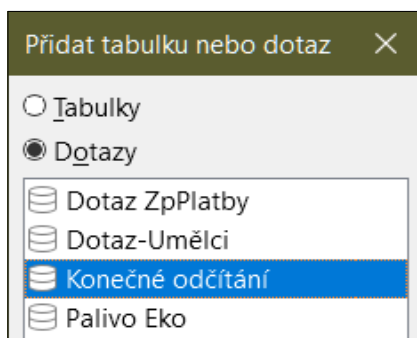 Přidat tabulku nebo dotaz
Tabulky
Dotazy
Dotaz ZpPlatby
Dotaz-Umělci
Konečné odčítání
Palivo Eko